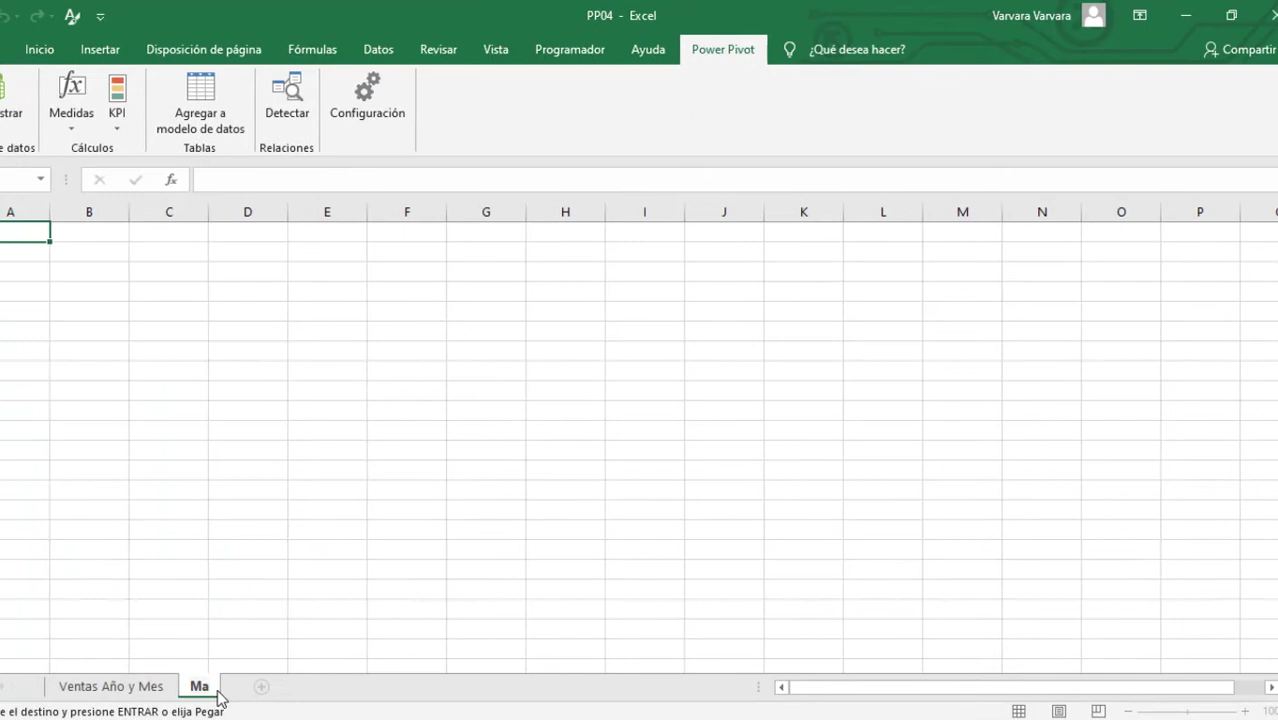 PP04 - Excel
Varvara Varvara
Inicio Insertar Disposición de página Fórmulas Datos Revisar Vista Programador Ayuda Power Pivot ¿Qué desea hacer? Compartir
strar Medidas KPI Agregar a modelo de datos Detectar Configuración
e datos Cálculos Tablas Relaciones
fx
A B C D E F G H I J K L M N O P
Ventas Año y Mes Ma
e el destino y presione ENTRAR o elija Pegar
100